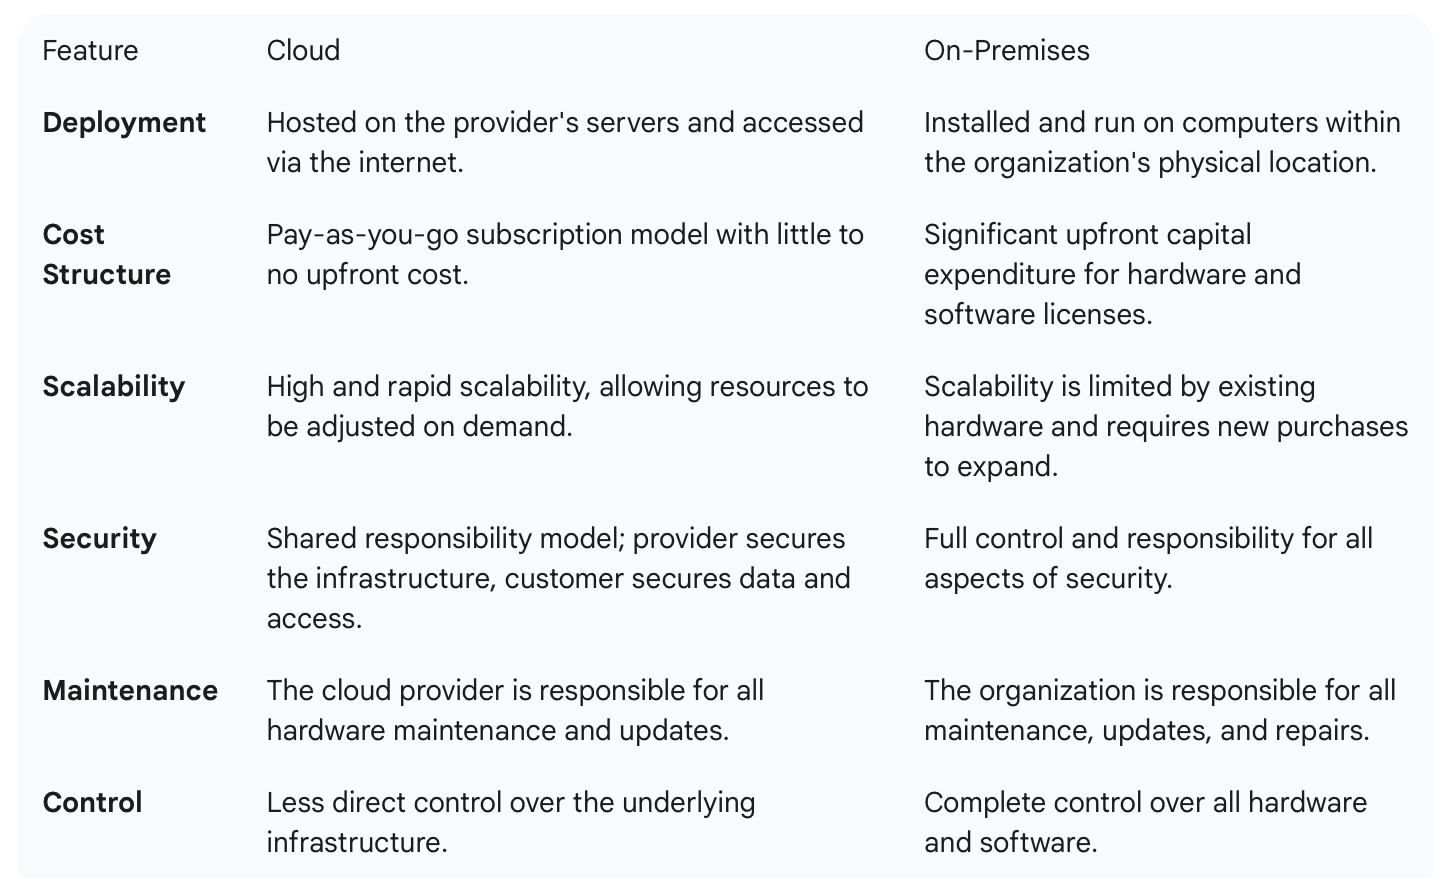 Feature Cloud On-Premises
Deployment Hosted on the provider's servers and accessed Installed and run on computers within
via the internet. the organization's physical location.
Cost Pay-as-you-go subscription model with little to Significant upfront capital
Structure no upfront cost. expenditure for hardware and
software licenses.
Scalability High and rapid scalability, allowing resources to Scalability is limited by existing
be adjusted on demand. hardware and requires new purchases
to expand.
Security Shared responsibility model; provider secures Full control and responsibility for all
the infrastructure, customer secures data and aspects of security.
access.
Maintenance The cloud provider is responsible for all The organization is responsible for all
hardware maintenance and updates. maintenance, updates, and repairs.
Control Less direct control over the underlying Complete control over all hardware
infrastructure. and software.